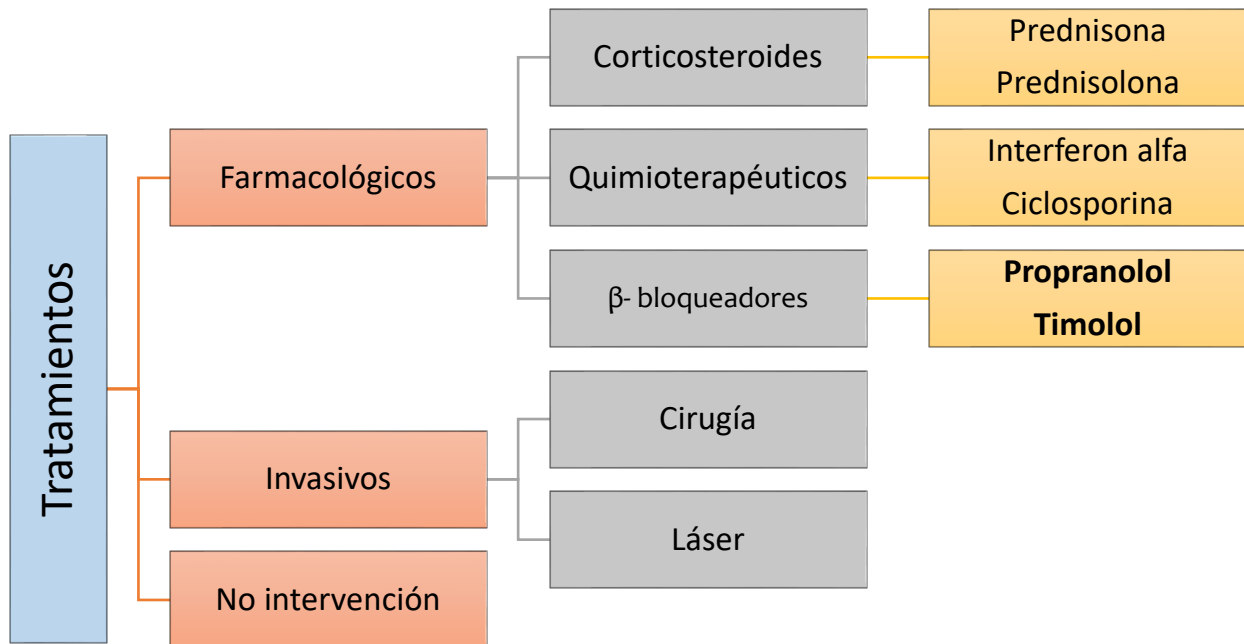 Tratamientos
Farmacológicos
Corticosteroides
Prednisona
Prednisolona
Quimioterapéuticos
Interferon alfa
Ciclosporina
β- bloqueadores
Propranolol
Timolol
Invasivos
Cirugía
Láser
No intervención